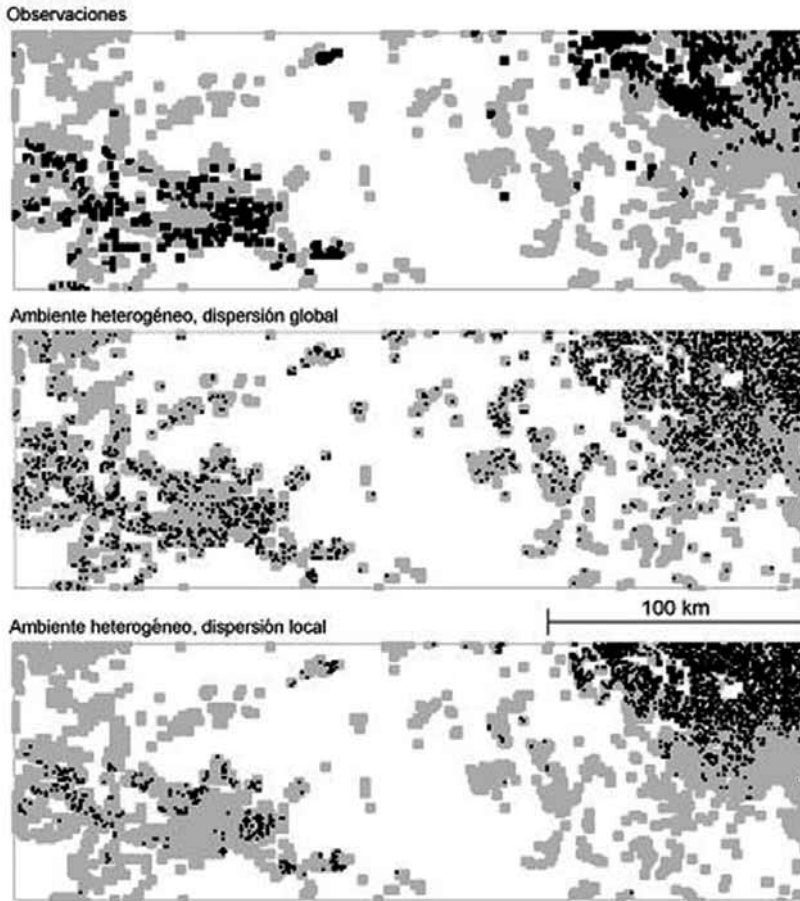 Observaciones
Ambiente heterogéneo, dispersión global
100 km
Ambiente heterogéneo, dispersión local